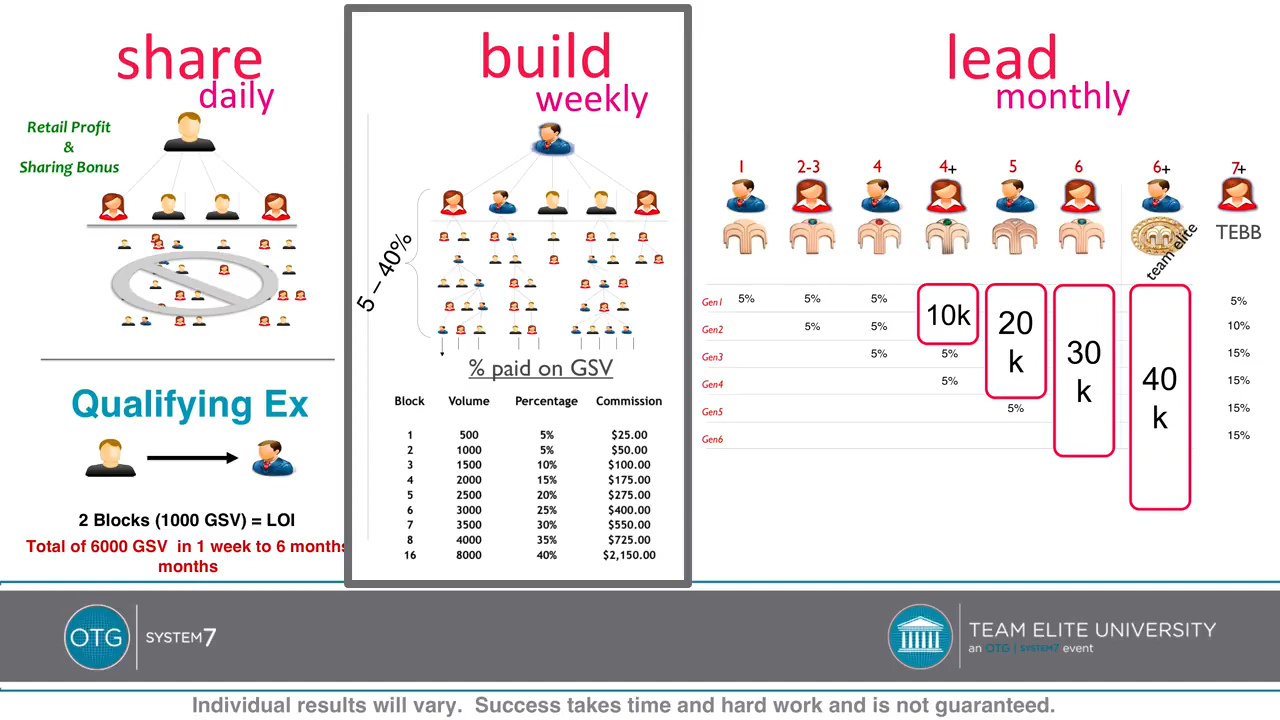 share
daily
Retail Profit
&
Sharing Bonus
Qualifying Ex
2 Blocks (1000 GSV) = LOI
Total of 6000 GSV in 1 week to 6 months
months
build
weekly
5 – 40%
% paid on GSV
Block Volume Percentage Commission
1 500 5% $25.00
2 1000 5% $50.00
3 1500 10% $100.00
4 2000 15% $175.00
5 2500 20% $275.00
6 3000 25% $400.00
7 3500 30% $550.00
8 4000 35% $725.00
16 8000 40% $2,150.00
lead
monthly
1 2-3 4 4+ 5 6 6+ 7+
team elite
TEBB
Gen1 5% 5% 5% 5%
Gen2 5% 5% 10%
Gen3 5% 5% 15%
Gen4 5% 15%
Gen5 5% 15%
Gen6 15%
10k
20
k
30
k
40
k
OTG SYSTEM7
TEAM ELITE UNIVERSITY
an OTG | SYSTEM7 event
Individual results will vary. Success takes time and hard work and is not guaranteed.